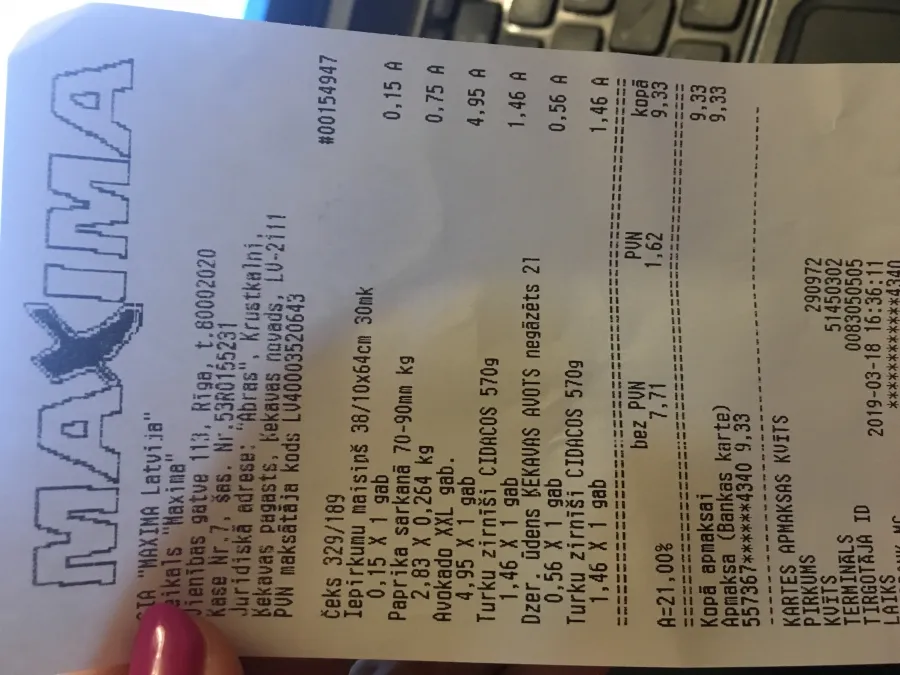 MAXIMA
SIA "MAXIMA Latvija"
Veikals "Maxima"
Vienības gatve 113, Rīga, t.80002020
Kase Nr.7, šas. Nr.53R0155231
Juridiskā adrese: "Abras", Krustkalni,
Ķekavas pagasts, Ķekavas novads, LV-2111
PVN maksātāja kods LV40003520643
Čeks 329/189 #00154947
Iepirkumu maisiņš 38/10x64cm 30mk
0,15 X 1 gab 0,15 A
Paprika sarkanā 70-90mm kg
2,83 X 0,264 kg 0,75 A
Avokado XXL gab.
4,95 X 1 gab 4,95 A
Turku zirnīši CIDACOS 570g
1,46 X 1 gab 1,46 A
Dzer. ūdens ĶEKAVAS AVOTS negāzēts 2l
0,56 X 1 gab 0,56 A
Turku zirnīši CIDACOS 570g
1,46 X 1 gab 1,46 A
bez PVN PVN kopā
A=21,00% 7,71 1,62 9,33
Kopā apmaksai 9,33
Apmaksa (Bankas karte) 9,33
557367******4340 9,33
KARTES APMAKSAS KVĪTS
PIRKUMS
KVĪTS 290972
TERMINĀLS 51450302
TIRGOTĀJA ID 0083050505
LAIKS 2019-03-18 16:36:11
************4340